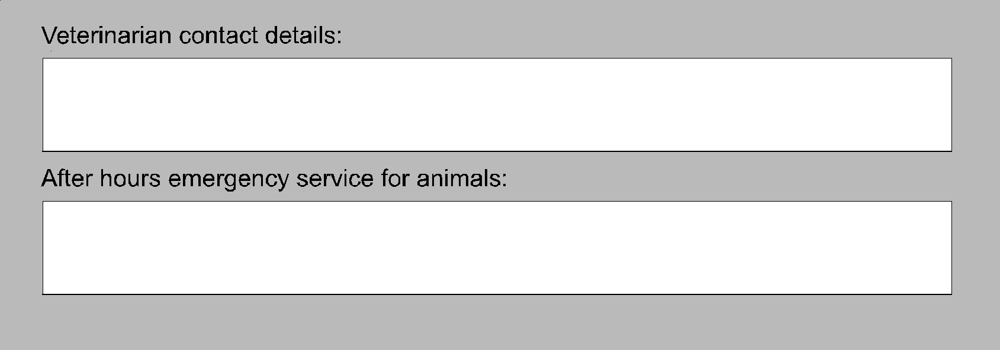 Veterinarian contact details:
After hours emergency service for animals: